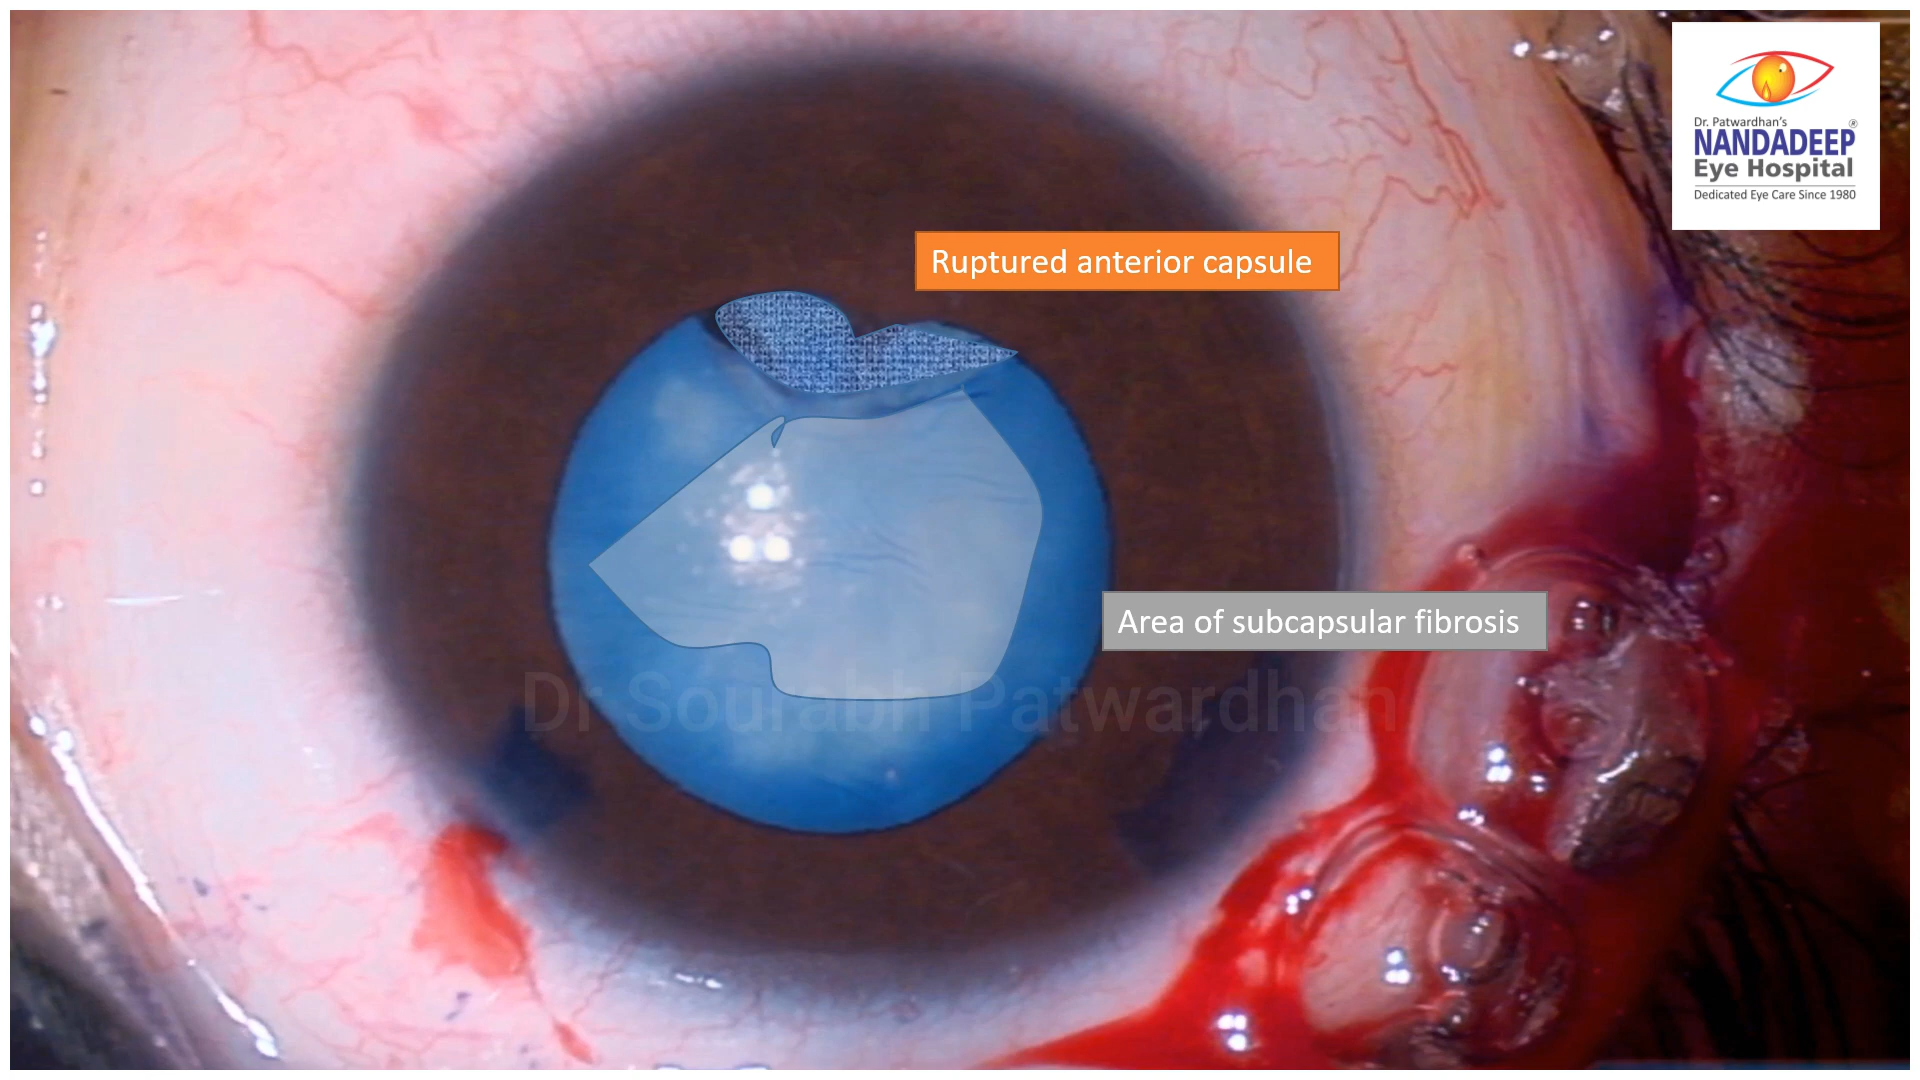 Dr. Patwardhan's
NANDADEEP ®
Eye Hospital
Dedicated Eye Care Since 1980
Ruptured anterior capsule
Area of subcapsular fibrosis
Dr Sourabh Patwardhan